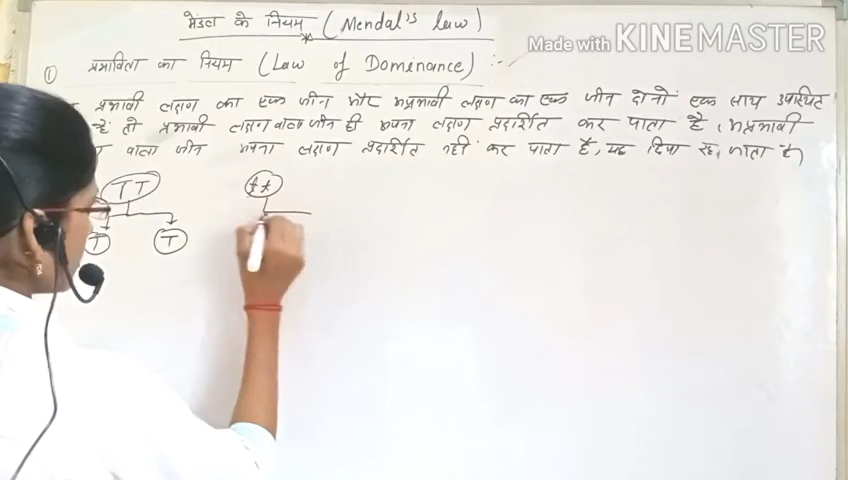 मेंडल के नियम (Mendal's law)
Made with KINEMASTER
① प्रभाविता का नियम (Law of Dominance) :-
प्रभावी लक्षण का एक जीन और अप्रभावी लक्षण का एक जीन दोनों एक साथ उपस्थित
हैं तो प्रभावी लक्षण वाला जीन ही अपना लक्षण प्रदर्शित कर पाता है, अप्रभावी
वाला जीन अपना लक्षण प्रदर्शित नहीं कर पाता है, यह छिपा रह जाता है।
TT tt
T T